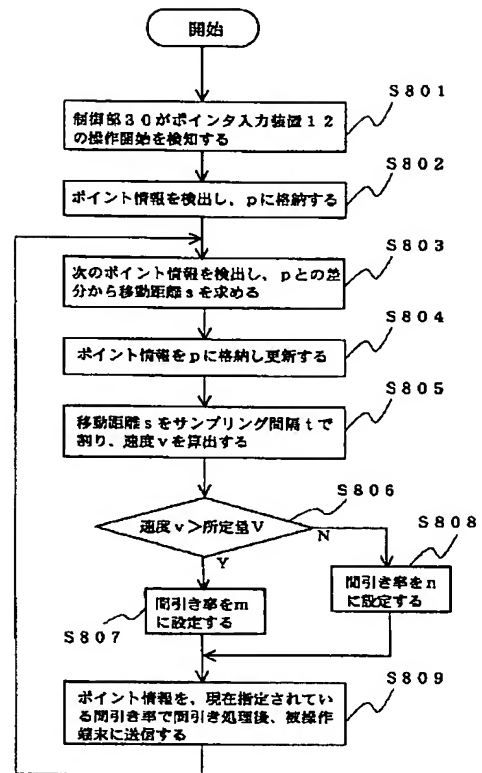 開始
S801
制御部30がポインタ入力装置12
の操作開始を検知する
S802
ポイント情報を検出し、pに格納する
S803
次のポイント情報を検出し、pとの差
分から移動距離sを求める
S804
ポイント情報をpに格納し更新する
S805
移動距離sをサンプリング間隔tで
割り、速度vを算出する
S806
速度v>所定量V
N
S808
Y
間引き率をn
に設定する
間引き率をm
に設定する
S807
S809
ポイント情報を、現在指定されてい
る間引き率で間引き処理後、被操作
端末に送信する